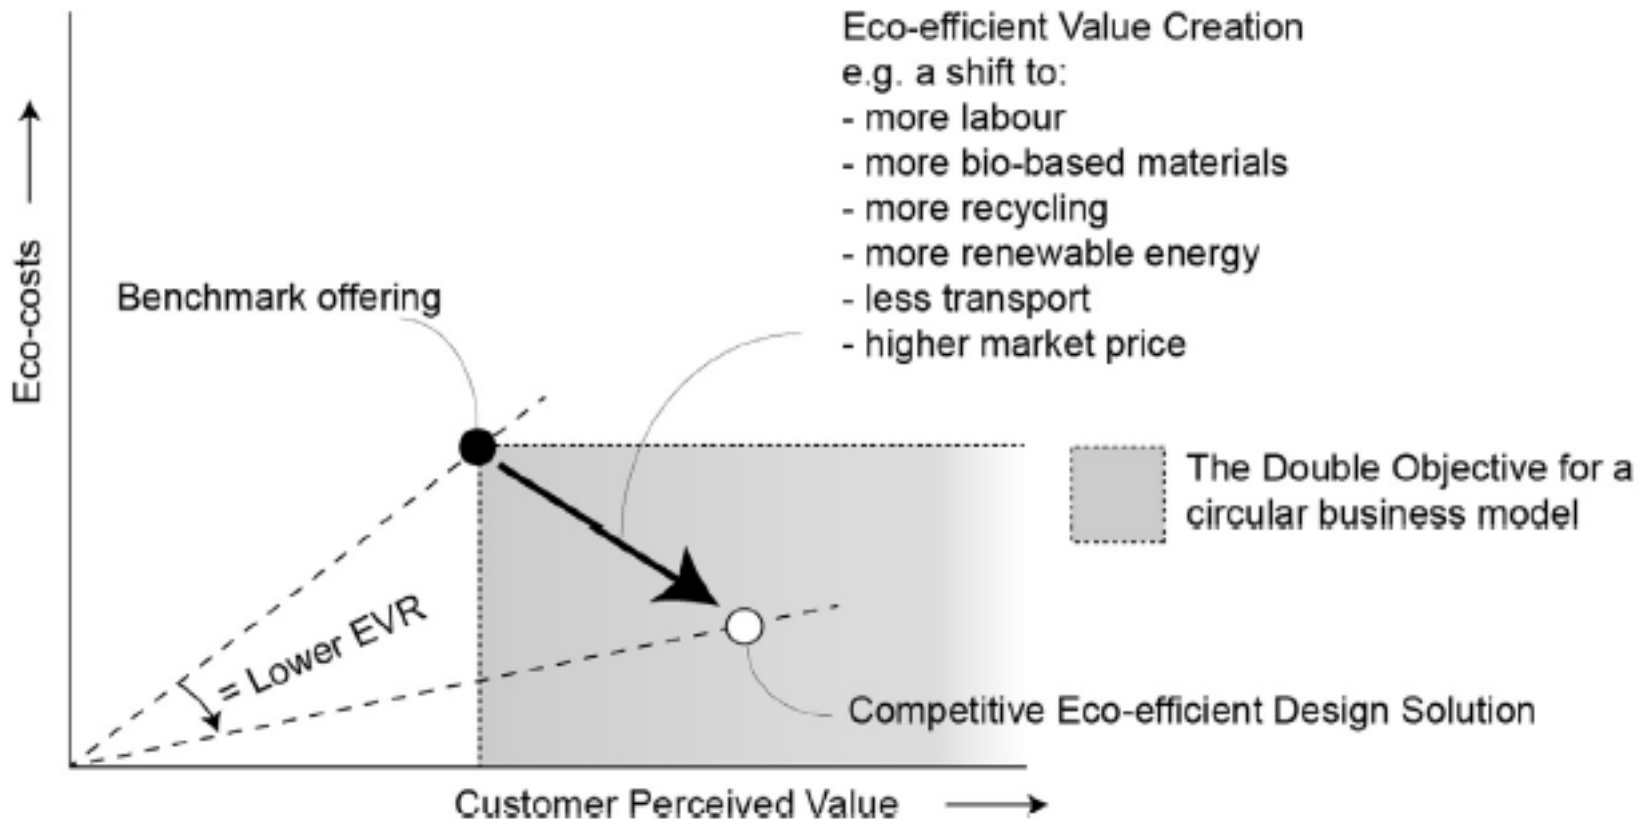 Eco-efficient Value Creation
e.g. a shift to:
- more labour
- more bio-based materials
- more recycling
- more renewable energy
- less transport
- higher market price
Eco-costs
Benchmark offering
The Double Objective for a
circular business model
= Lower EVR
Competitive Eco-efficient Design Solution
Customer Perceived Value